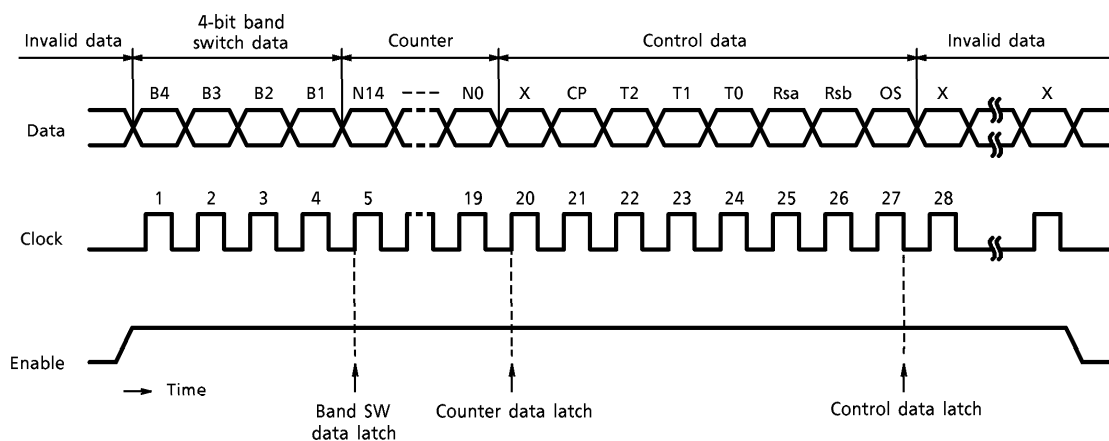 4-bit band
switch data
Invalid data
Counter
Control data
Invalid data
B4 B3 B2 B1 N14 ---- N0 X CP T2 T1 T0 Rsa Rsb OS X X
Data
1 2 3 4 5 19 20 21 22 23 24 25 26 27 28
Clock
Enable
Time
Band SW
data latch
Counter data latch
Control data latch